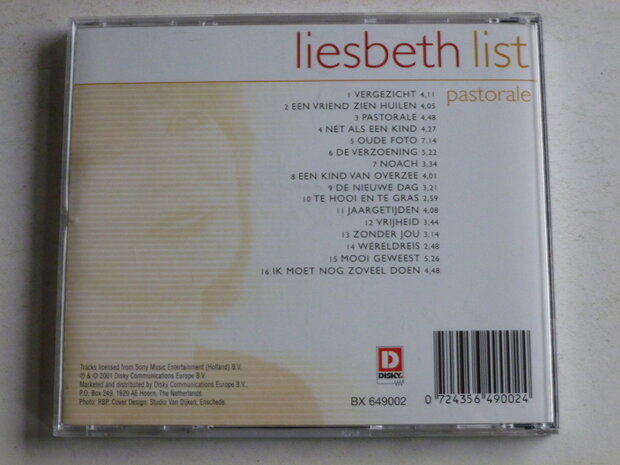 liesbeth list
pastorale
1 VERGEZICHT 4,11
2 EEN VRIEND ZIEN HUILEN 4,05
3 PASTORALE 4,48
4 NET ALS EEN KIND 4,27
5 OUDE FOTO 7,14
6 DE VERZOENING 5,22
7 NOACH 3,34
8 EEN KIND VAN OVERZEE 4,01
9 DE NIEUWE DAG 3,21
10 TE HOOI EN TE GRAS 2,59
11 JAARGETIJDEN 4,08
12 VRIJHEID 3,44
13 ZONDER JOU 3,14
14 WERELDREIS 2,48
15 MOOI GEWEEST 5,26
16 IK MOET NOG ZOVEEL DOEN 4,48
Tracks licensed from Sony Music Entertainment (Holland) B.V.
℗ & © 2001 Disky Communications Europe B.V.
Marketed and distributed by Disky Communications Europe B.V.,
P.O. Box 249, 1620 AE Hoorn, The Netherlands.
Photo: RBP. Cover Design: Studio Van Dijken, Enschede.
D
DISKY
BX 649002
0 724356 490024